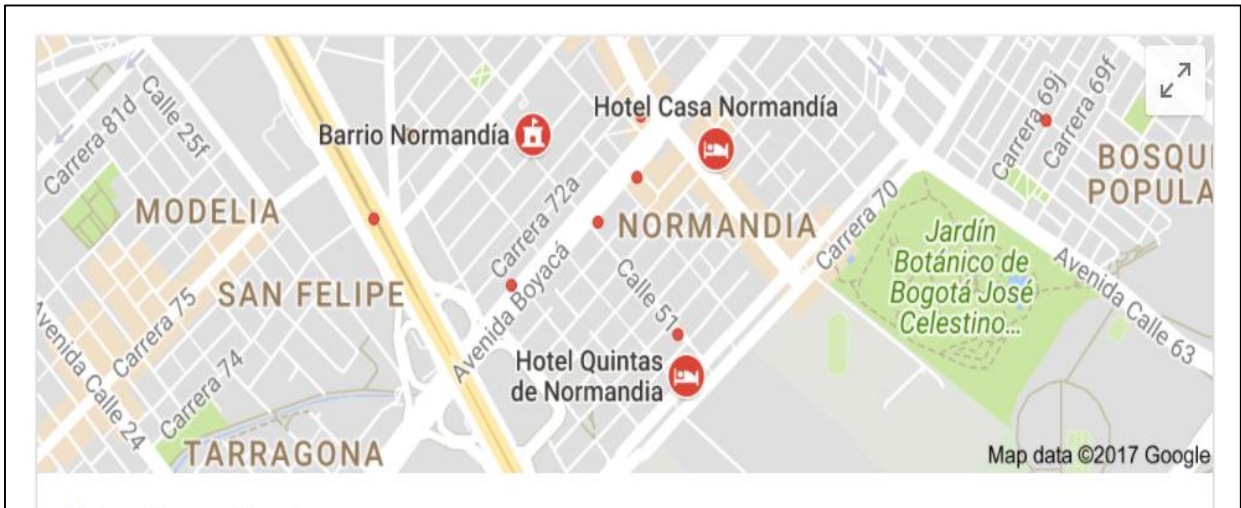 Carrera 81d
Calle 25f
Barrio Normandía
Hotel Casa Normandía
Carrera 69j
Carrera 69f
BOSQU
POPULA
MODELIA
Carrera 72a
NORMANDIA
Carrera 70
Jardín
Botánico de
Bogotá José
Celestino...
Avenida Calle 63
SAN FELIPE
Avenida Boyacá
Calle 51
Carrera 75
Avenida Calle 24
Carrera 74
Hotel Quintas
de Normandia
TARRAGONA
Map data ©2017 Google